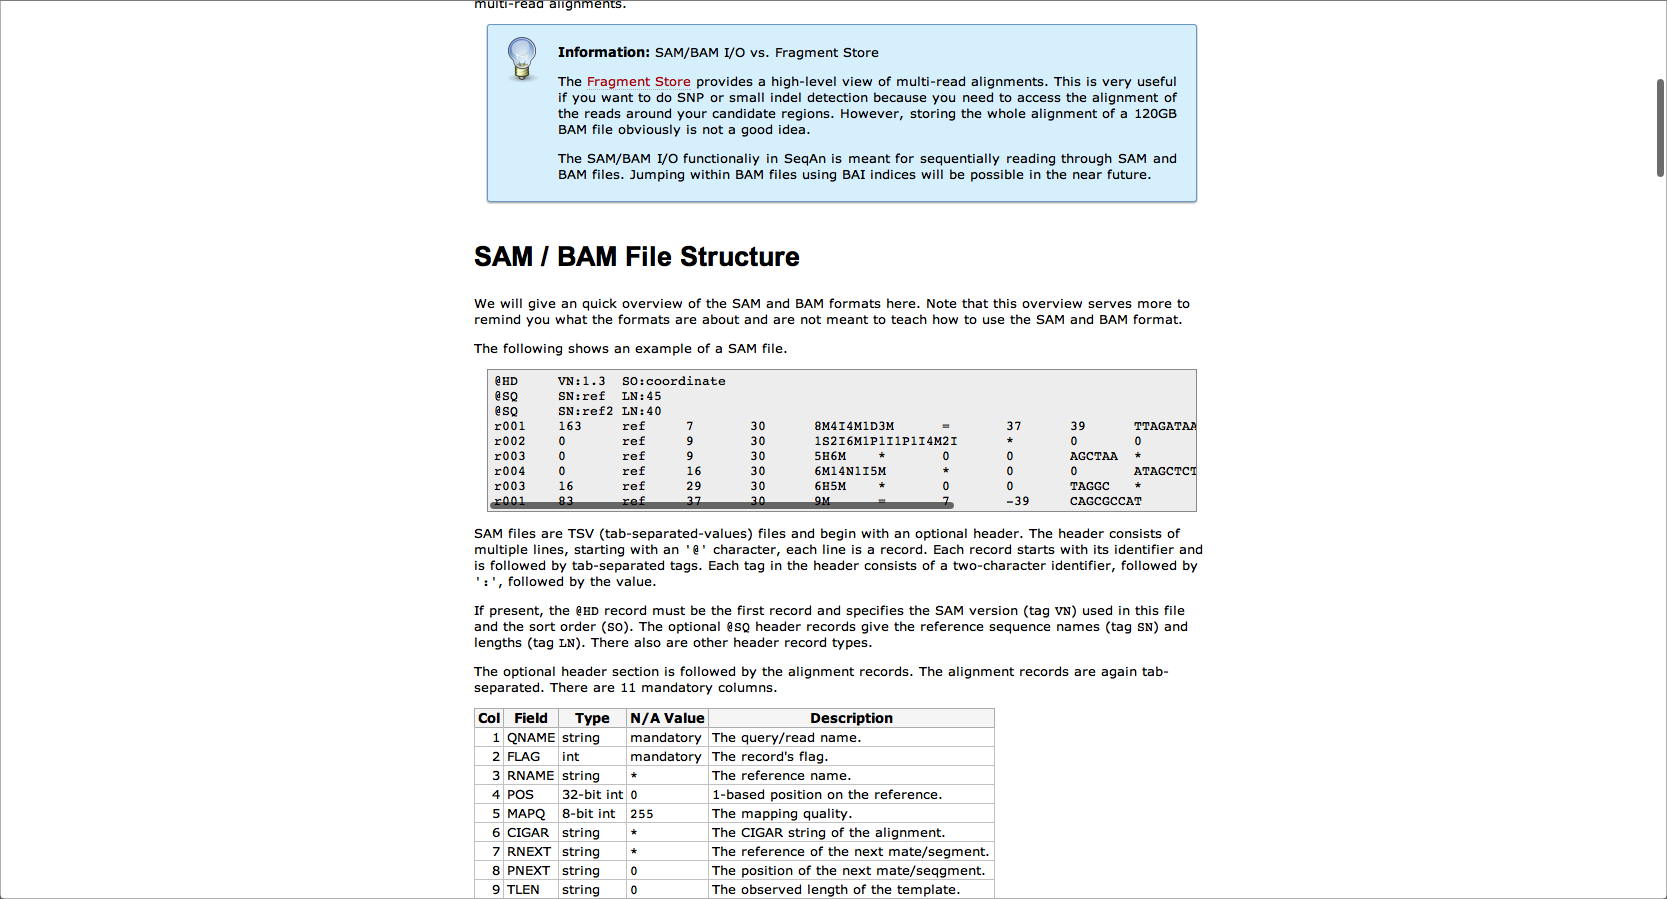 multi-read alignments.
Information: SAM/BAM I/O vs. Fragment Store
The Fragment Store provides a high-level view of multi-read alignments. This is very useful
if you want to do SNP or small indel detection because you need to access the alignment of
the reads around your candidate regions. However, storing the whole alignment of a 120GB
BAM file obviously is not a good idea.
The SAM/BAM I/O functionaliy in SeqAn is meant for sequentially reading through SAM and
BAM files. Jumping within BAM files using BAI indices will be possible in the near future.
SAM / BAM File Structure
We will give an quick overview of the SAM and BAM formats here. Note that this overview serves more to
remind you what the formats are about and are not meant to teach how to use the SAM and BAM format.
The following shows an example of a SAM file.
@HD VN:1.3 SO:coordinate
@SQ SN:ref LN:45
@SQ SN:ref2 LN:40
r001 163 ref 7 30 8M4I4M1D3M = 37 39 TTAGATAA
r002 0 ref 9 30 1S2I6M1P1I1P1I4M2I * 0 0
r003 0 ref 9 30 5H6M * 0 0 AGCTAA *
r004 0 ref 16 30 6M14N1I5M * 0 0 ATAGCTCT
r003 16 ref 29 30 6H5M * 0 0 TAGGC *
r001 83 ref 37 30 9M = 7 -39 CAGCGCCAT
SAM files are TSV (tab-separated-values) files and begin with an optional header. The header consists of
multiple lines, starting with an '@' character, each line is a record. Each record starts with its identifier and
is followed by tab-separated tags. Each tag in the header consists of a two-character identifier, followed by
':', followed by the value.
If present, the @HD record must be the first record and specifies the SAM version (tag VN) used in this file
and the sort order (SO). The optional @SQ header records give the reference sequence names (tag SN) and
lengths (tag LN). There also are other header record types.
The optional header section is followed by the alignment records. The alignment records are again tab-
separated. There are 11 mandatory columns.
Col Field Type N/A Value Description
1 QNAME string mandatory The query/read name.
2 FLAG int mandatory The record's flag.
3 RNAME string * The reference name.
4 POS 32-bit int 0 1-based position on the reference.
5 MAPQ 8-bit int 255 The mapping quality.
6 CIGAR string * The CIGAR string of the alignment.
7 RNEXT string * The reference of the next mate/segment.
8 PNEXT string 0 The position of the next mate/seqgment.
9 TLEN string 0 The observed length of the template.